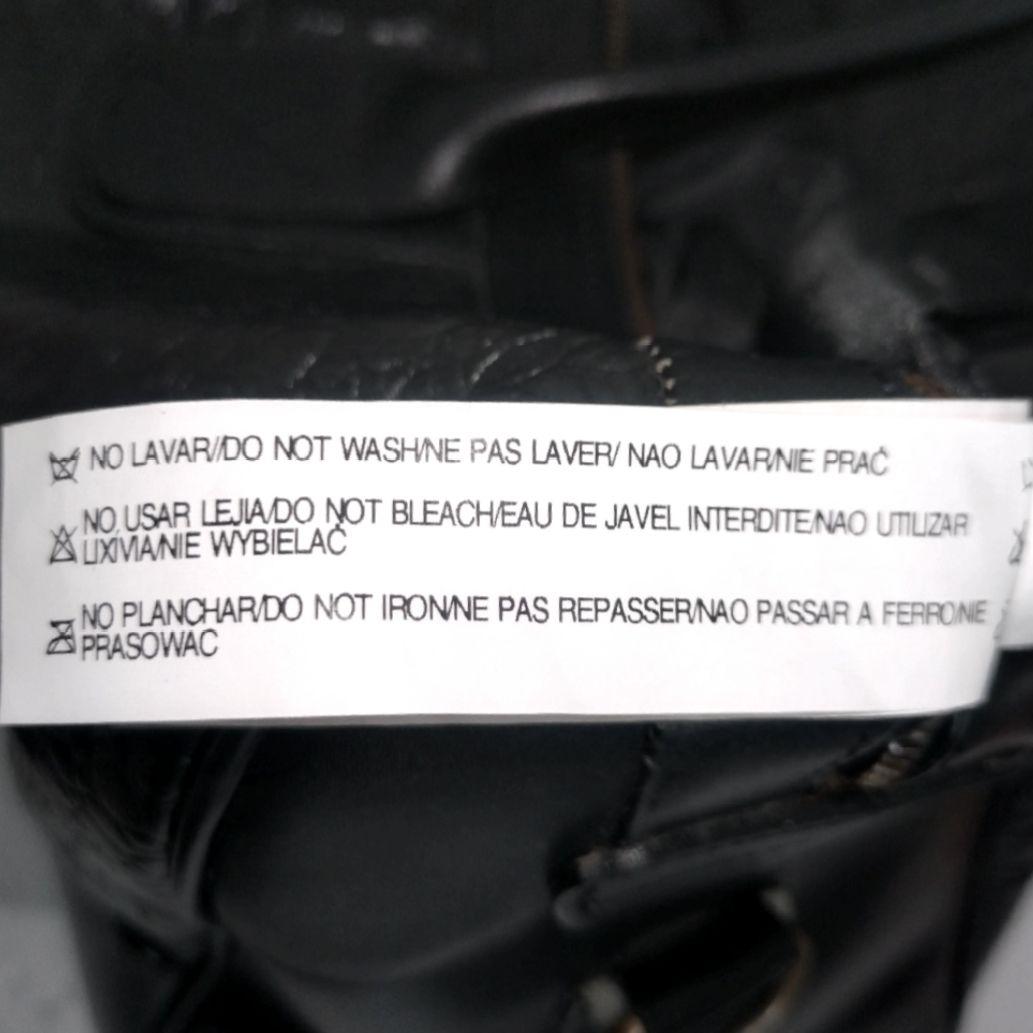 NO LAVAR//DO NOT WASH/NE PAS LAVER/ NAO LAVAR/NIE PRAČ
NO USAR LEJIA/DO NOT BLEACH/EAU DE JAVEL INTERDITE/NAO UTILIZAR
LIXIVIA/NIE WYBIELAČ
NO PLANCHAR/DO NOT IRON/NE PAS REPASSER/NAO PASSAR A FERRO/NIE
PRASOWAC